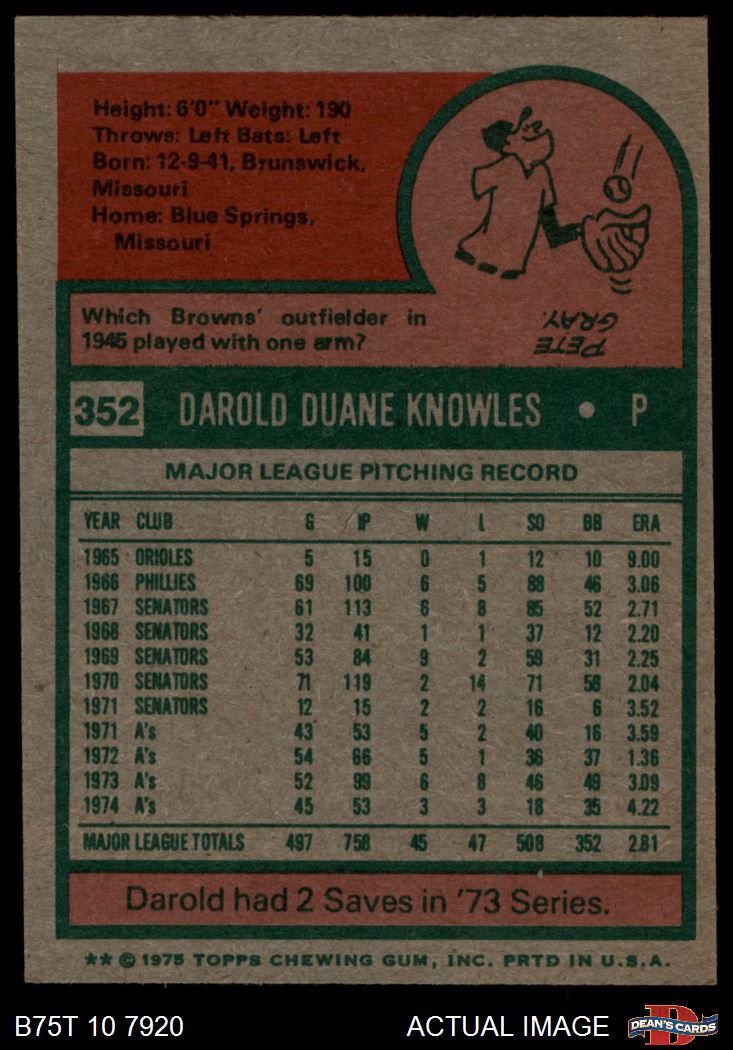 Height: 6'0" Weight: 190
Throws: Left Bats: Left
Born: 12-9-41, Brunswick,
Missouri
Home: Blue Springs,
Missouri
Which Browns' outfielder in
1945 played with one arm?
PETE
GRAY.
352 DAROLD DUANE KNOWLES • P
MAJOR LEAGUE PITCHING RECORD
YEAR CLUB G IP W L SO BB ERA
1965 ORIOLES 5 15 0 1 12 10 9.00
1966 PHILLIES 69 100 6 5 88 46 3.06
1967 SENATORS 61 113 6 8 85 52 2.71
1968 SENATORS 32 41 1 1 37 12 2.20
1969 SENATORS 53 84 9 2 59 31 2.25
1970 SENATORS 71 119 2 14 71 58 2.04
1971 SENATORS 12 15 2 2 16 6 3.52
1971 A's 43 53 5 2 40 16 3.59
1972 A's 54 66 5 1 36 37 1.36
1973 A's 52 99 6 8 46 49 3.09
1974 A's 45 53 3 3 18 35 4.22
MAJOR LEAGUE TOTALS 497 758 45 47 508 352 2.81
Darold had 2 Saves in '73 Series.
** © 1975 TOPPS CHEWING GUM, INC. PRTD IN U.S.A.
B75T 10 7920 ACTUAL IMAGE D DEAN'S CARDS